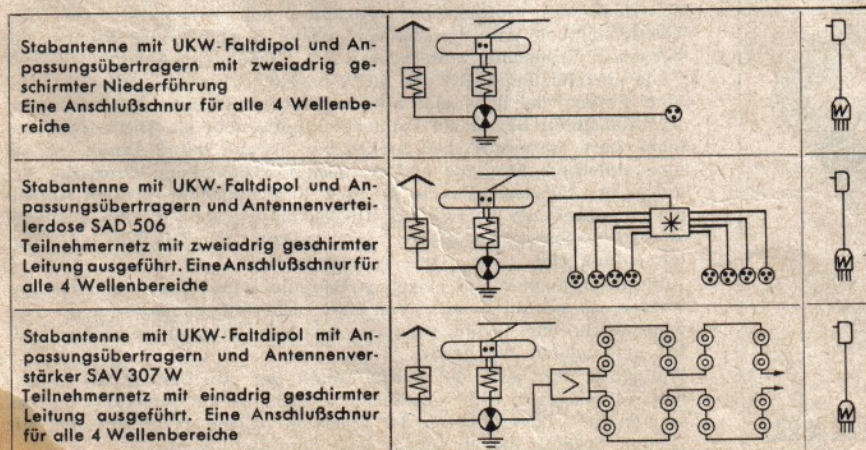 Stabantenne mit UKW-Faltdipol und An-
passungsübertragern mit zweiadrig ge-
schirmter Niederführung
Eine Anschlußschnur für alle 4 Wellenbe-
reiche
Stabantenne mit UKW-Faltdipol und An-
passungsübertragern und Antennenvertei-
lerdose SAD 506
Teilnehmernetz mit zweiadrig geschirmter
Leitung ausgeführt. Eine Anschlußschnur für
alle 4 Wellenbereiche
Stabantenne mit UKW-Faltdipol mit An-
passungsübertragern und Antennenver-
stärker SAV 307 W
Teilnehmernetz mit einadrig geschirmter
Leitung ausgeführt. Eine Anschlußschnur
für alle 4 Wellenbereiche